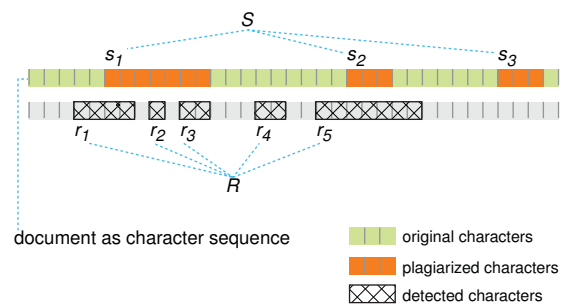 S
s1 s2 s3
r1 r2 r3 r4 r5
R
document as character sequence
original characters
plagiarized characters
detected characters